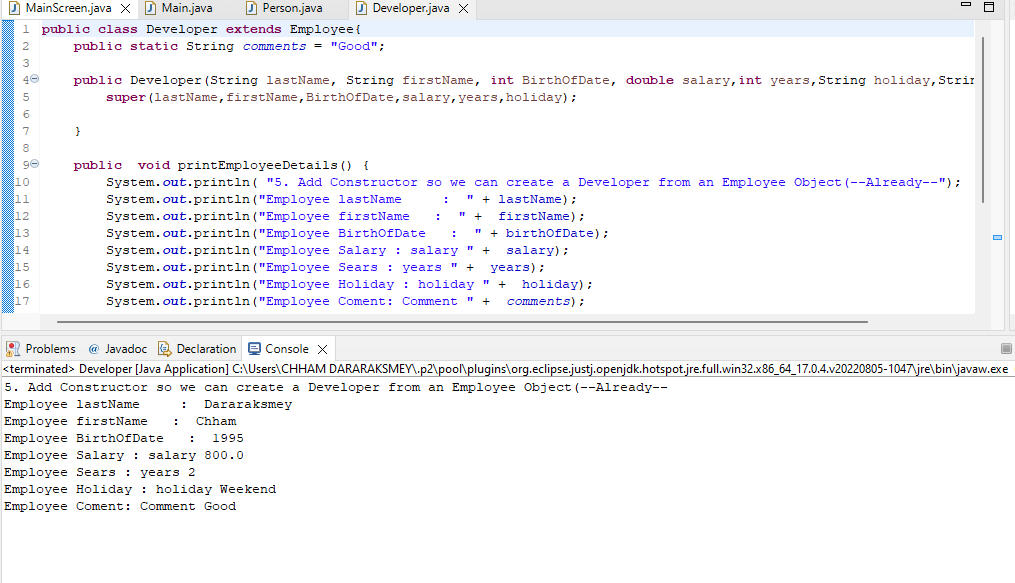 MainScreen.java Main.java Person.java Developer.java
1 public class Developer extends Employee{
2 public static String comments = "Good";
3
4 public Developer(String lastName, String firstName, int BirthOfDate, double salary,int years,String holiday,Strin
5 super(lastName,firstName,BirthOfDate,salary,years,holiday);
6
7 }
8
9 public  void printEmployeeDetails() {
10 System.out.println( "5. Add Constructor so we can create a Developer from an Employee Object(--Already--");
11 System.out.println("Employee lastName     :  " + lastName);
12 System.out.println("Employee firstName   :  " +  firstName);
13 System.out.println("Employee BirthOfDate   :  " + birthOfDate);
14 System.out.println("Employee Salary : salary " +  salary);
15 System.out.println("Employee Sears : years " +  years);
16 System.out.println("Employee Holiday : holiday " +  holiday);
17 System.out.println("Employee Coment: Comment " +  comments);
Problems @ Javadoc Declaration Console
<terminated> Developer [Java Application] C:\Users\CHHAM DARARAKSMEY\.p2\pool\plugins\org.eclipse.justj.openjdk.hotspot.jre.full.win32.x86_64_17.0.4.v20220805-1047\jre\bin\javaw.exe
5. Add Constructor so we can create a Developer from an Employee Object(--Already--
Employee lastName     :  Dararaksmey
Employee firstName   :  Chham
Employee BirthOfDate   :  1995
Employee Salary : salary 800.0
Employee Sears : years 2
Employee Holiday : holiday Weekend
Employee Coment: Comment Good